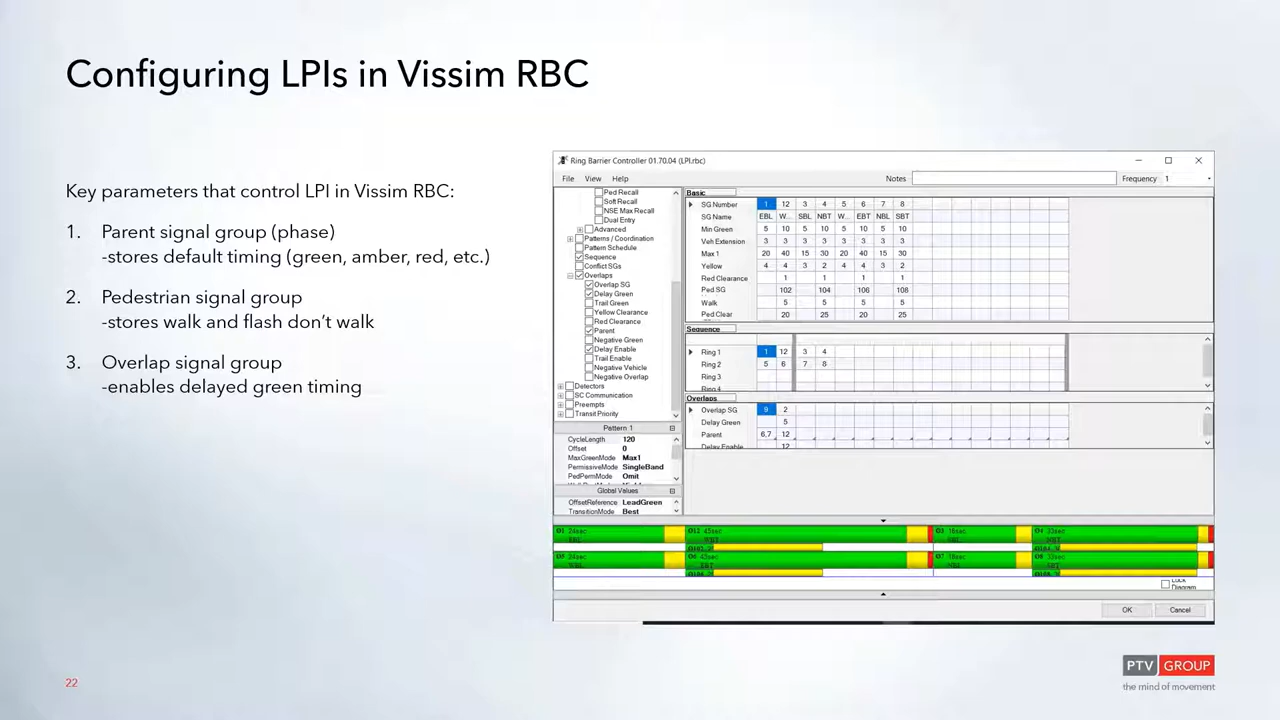 Configuring LPIs in Vissim RBC
Key parameters that control LPI in Vissim RBC:
1. Parent signal group (phase)
-stores default timing (green, amber, red, etc.)
2. Pedestrian signal group
-stores walk and flash don’t walk
3. Overlap signal group
-enables delayed green timing
Ring Barrier Controller 01.70.04 (LPI.rbc)
File View Help
Notes
Frequency 1
Ped Recall
Soft Recall
NSE Max Recall
Dual Entry
Advanced
Patterns / Coordination
Pattern Schedule
Sequence
Conflict SGs
Overlaps
Overlap SG
Delay Green
Trail Green
Yellow Clearance
Red Clearance
Parent
Negative Green
Delay Enable
Trail Enable
Negative Vehicle
Negative Overlap
Detectors
SC Communication
Preempts
Transit Priority
Pattern 1
CycleLength 120
Offset 0
MaxGreenMode Max1
PermissiveMode SingleBand
PedPermMode Omit
Global Values
OffsetReference LeadGreen
TransitionMode Best
Basic
SG Number 1 12 3 4 5 6 7 8
SG Name EBL W... SBL NBT W... EBT NBL SBT
Min Green 5 10 5 10 5 10 5 10
Veh Extension 3 3 3 3 3 3 3 3
Max 1 20 40 15 30 20 40 15 30
Yellow 4 4 3 2 4 4 3 2
Red Clearance 1 1 1 1
Ped SG 102 104 106 108
Walk 5 5 5 5
Ped Clear 20 25 20 25
Sequence
Ring 1 1 12 3 4
Ring 2 5 6 7 8
Ring 3
Ring 4
Overlaps
Overlap SG 9 2
Delay Green 5
Parent 6,7 12
Delay Enable 12
Lock
Diagram
OK Cancel
22
PTV GROUP
the mind of movement